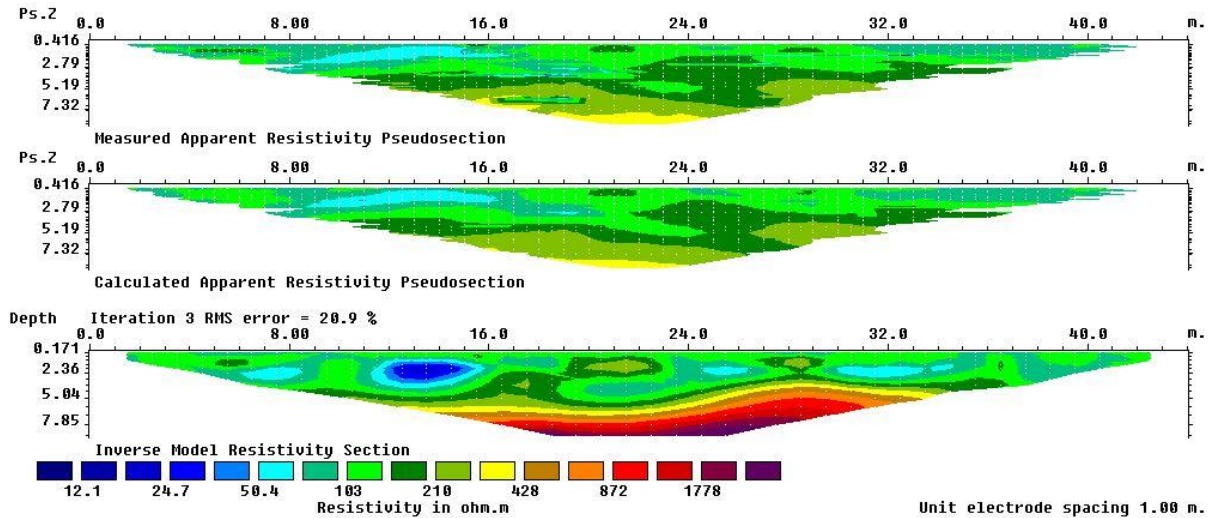 Ps.Z 0.0 8.00 16.0 24.0 32.0 40.0 m.
0.416
2.79
5.19
7.32
Measured Apparent Resistivity Pseudosection
Ps.Z 0.0 8.00 16.0 24.0 32.0 40.0 m.
0.416
2.79
5.19
7.32
Calculated Apparent Resistivity Pseudosection
Depth Iteration 3 RMS error = 20.9 %
0.0 8.00 16.0 24.0 32.0 40.0 m.
0.171
2.36
5.04
7.85
Inverse Model Resistivity Section
12.1 24.7 50.4 103 210 428 872 1778
Resistivity in ohm.m Unit electrode spacing 1.00 m.